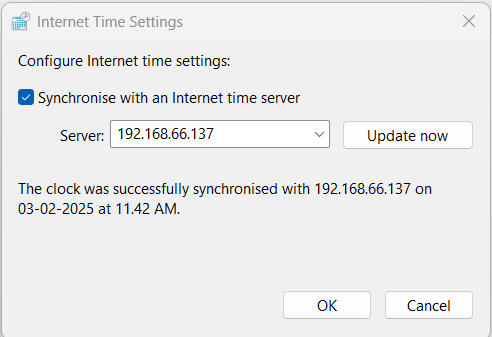 Internet Time Settings
Configure Internet time settings:
Synchronise with an Internet time server
Server: 192.168.66.137 Update now
The clock was successfully synchronised with 192.168.66.137 on
03-02-2025 at 11.42 AM.
OK Cancel